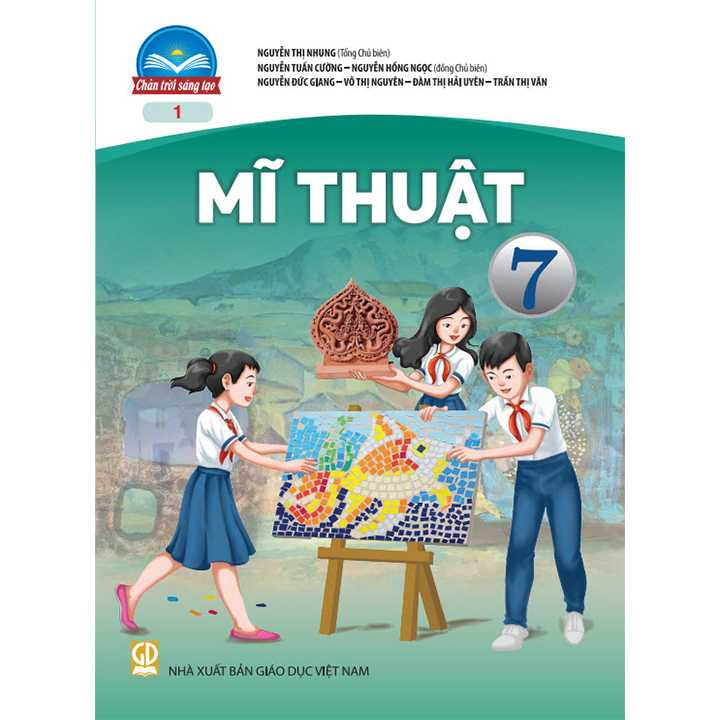 Chân trời sáng tạo
1
NGUYỄN THỊ NHUNG (Tổng Chủ biên)
NGUYỄN TUẤN CƯỜNG – NGUYỄN HỒNG NGỌC (đồng Chủ biên)
NGUYỄN ĐỨC GIANG – VÕ THỊ NGUYÊN – ĐÀM THỊ HẢI UYÊN – TRẦN THỊ VÂN
MĨ THUẬT
7
GD
NHÀ XUẤT BẢN GIÁO DỤC VIỆT NAM